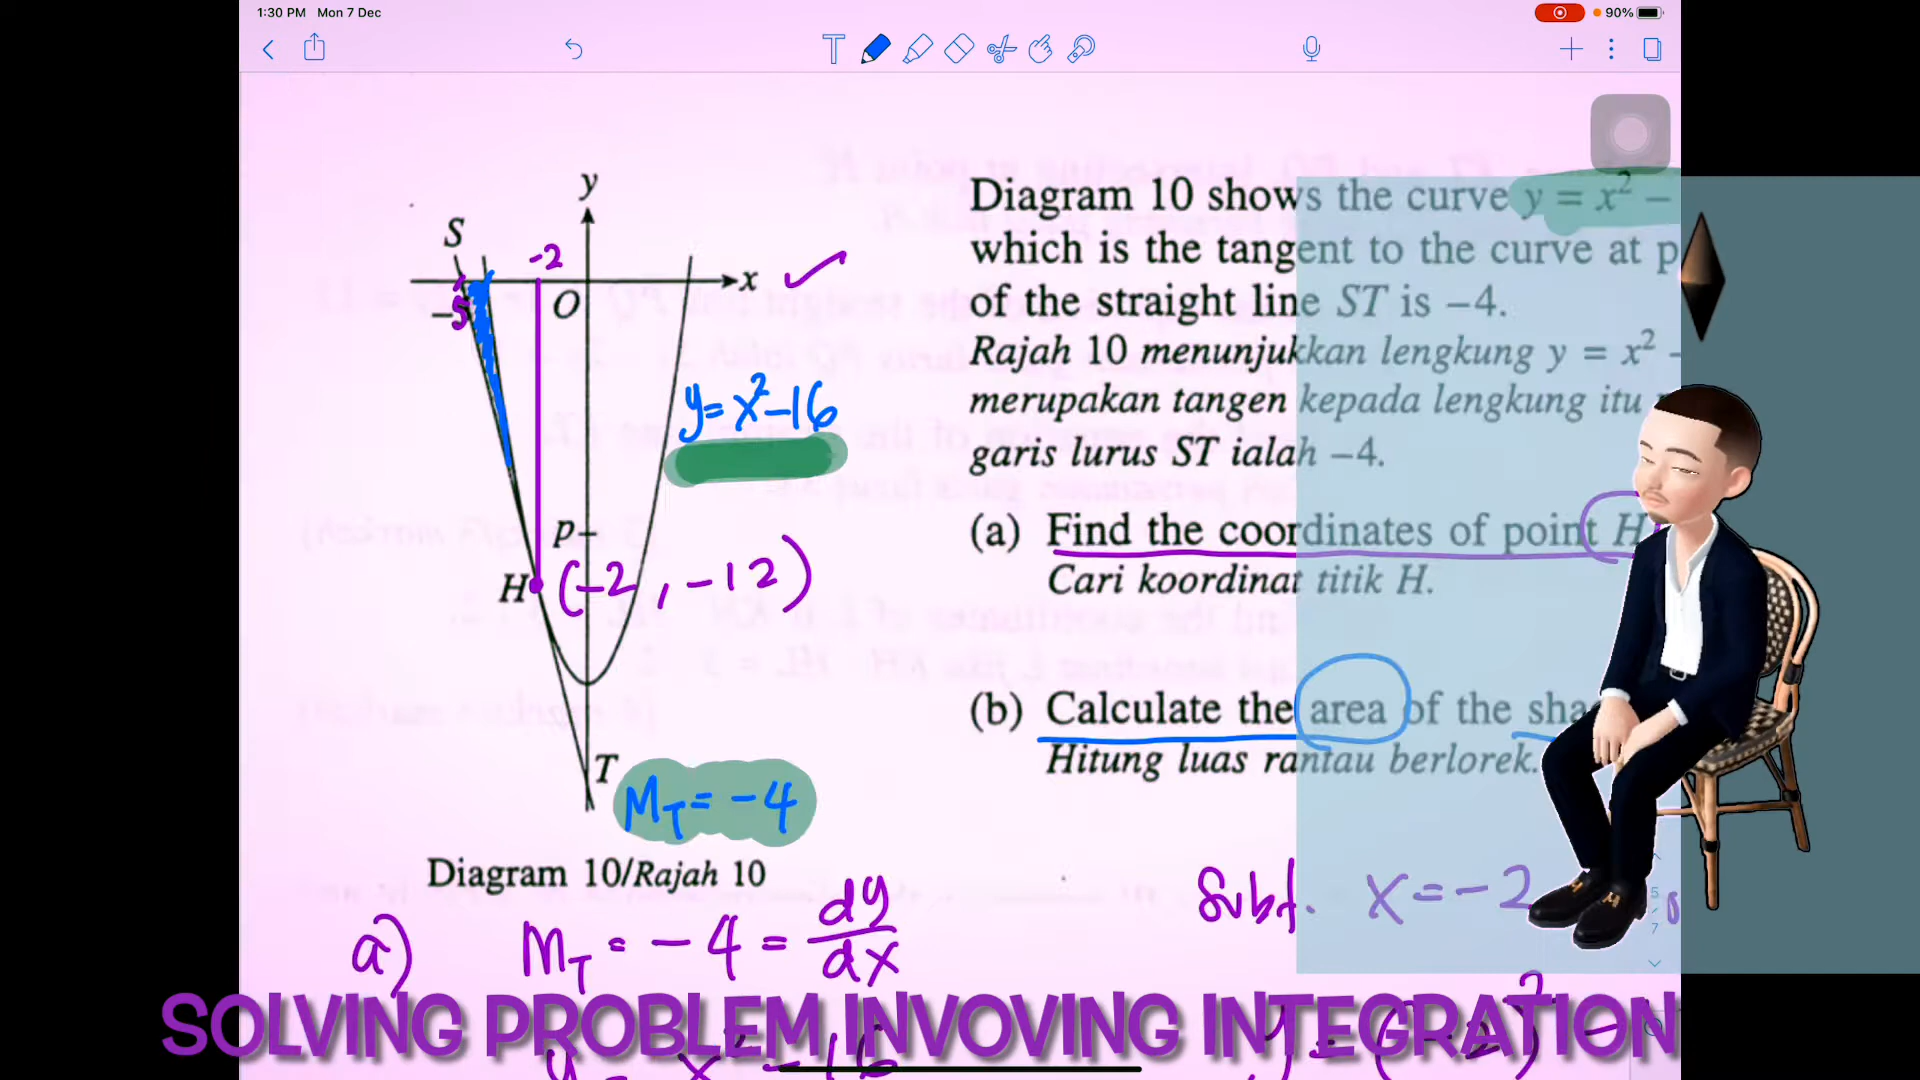 1:30 PM Mon 7 Dec
90%
y
S
-2
x
O
-5
y = x² - 16
P
H (-2, -12)
T
M_T = -4
Diagram 10/Rajah 10
Diagram 10 shows the curve y = x² –
which is the tangent to the curve at p
of the straight line ST is –4.
Rajah 10 menunjukkan lengkung y = x² –
merupakan tangen kepada lengkung itu
garis lurus ST ialah –4.
(a) Find the coordinates of point H
Cari koordinat titik H.
(b) Calculate the area of the sha
Hitung luas rantau berlorek.
a) M_T = -4 = dy/dx
Subt. x = -2
SOLVING PROBLEM INVOVING INTEGRATION